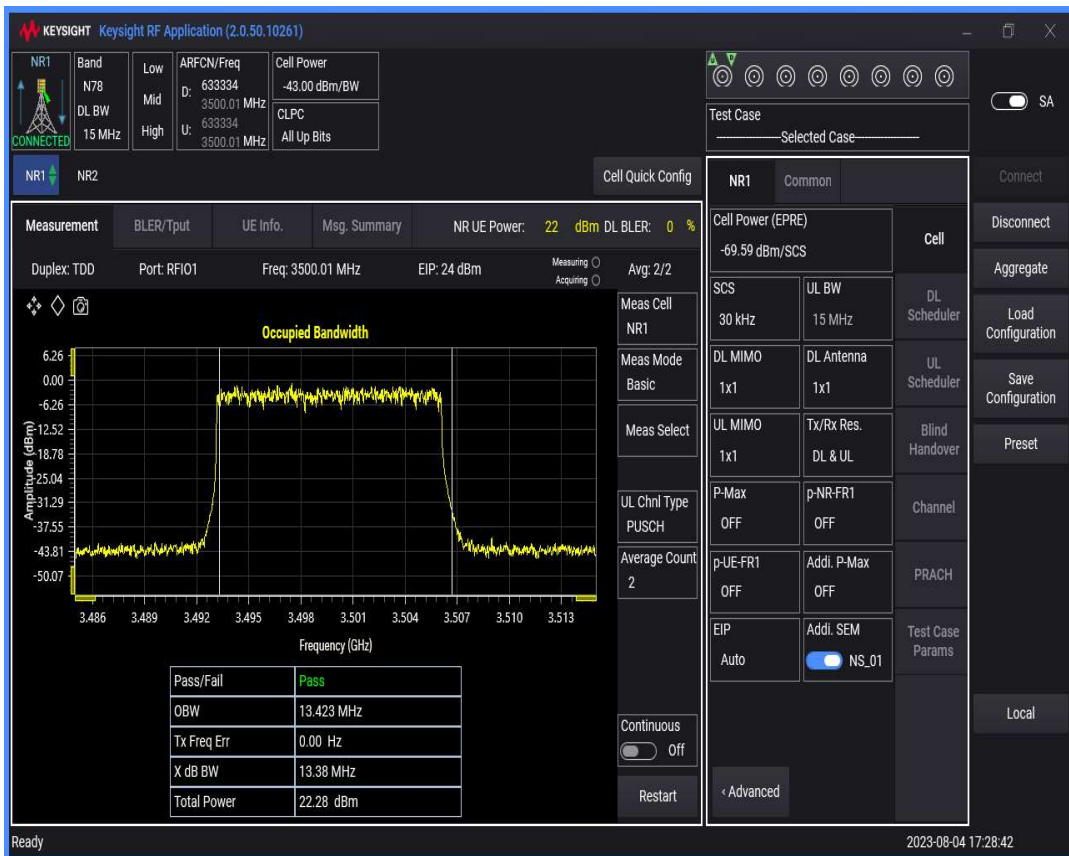 KEYSIGHT Keysight RF Application (2.0.50.10261)
NR1
CONNECTED
Band
N78
DL BW
15 MHz
Low
Mid
High
ARFCN/Freq
D: 633334
3500.01 MHz
U: 633334
3500.01 MHz
Cell Power
-43.00 dBm/BW
CLPC
All Up Bits
Test Case
Selected Case
SA
NR1 NR2 Cell Quick Config
Measurement BLER/Tput UE Info. Msg. Summary NR UE Power: 22 dBm DL BLER: 0 %
Duplex: TDD Port: RFIO1 Freq: 3500.01 MHz EIP: 24 dBm Measuring Avg: 2/2
Acquiring
Occupied Bandwidth
6.26
0.00
-6.26
-12.52
-18.78
-25.04
-31.29
-37.55
-43.81
-50.07
Amplitude (dBm)
3.486 3.489 3.492 3.495 3.498 3.501 3.504 3.507 3.510 3.513
Frequency (GHz)
Pass/Fail Pass
OBW 13.423 MHz
Tx Freq Err 0.00 Hz
X dB BW 13.38 MHz
Total Power 22.28 dBm
Meas Cell
NR1
Meas Mode
Basic
Meas Select
UL Chnl Type
PUSCH
Average Count
2
Continuous
Off
Restart
NR1 Common
Cell Power (EPRE)
-69.59 dBm/SCS
SCS
30 kHz
UL BW
15 MHz
DL MIMO
1x1
DL Antenna
1x1
UL MIMO
1x1
Tx/Rx Res.
DL & UL
P-Max
OFF
p-NR-FR1
OFF
p-UE-FR1
OFF
Addi. P-Max
OFF
EIP
Auto
Addi. SEM
NS_01
‹ Advanced
Cell
DL
Scheduler
UL
Scheduler
Blind
Handover
Channel
PRACH
Test Case
Params
Connect
Disconnect
Aggregate
Load
Configuration
Save
Configuration
Preset
Local
Ready 2023-08-04 17:28:42